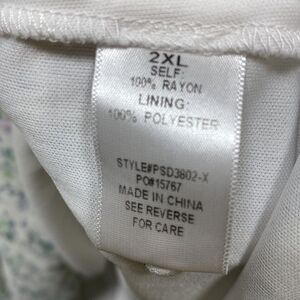 2XL
SELF:
100% RAYON
LINING:
100% POLYESTER
STYLE#PSD3802-X
PO#15767
MADE IN CHINA
SEE REVERSE
FOR CARE